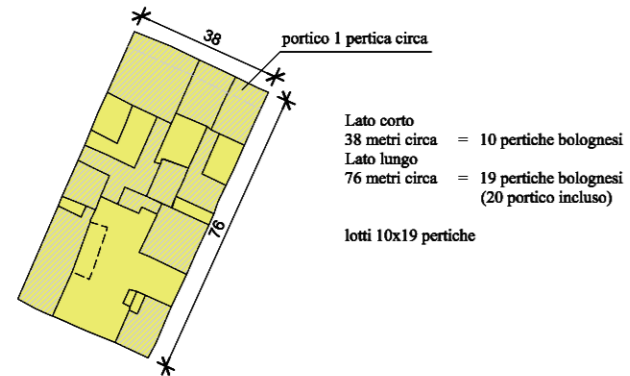 38
portico 1 pertica circa
76
Lato corto
38 metri circa = 10 pertiche bolognesi
Lato lungo
76 metri circa = 19 pertiche bolognesi
(20 portico incluso)
lotti 10x19 pertiche